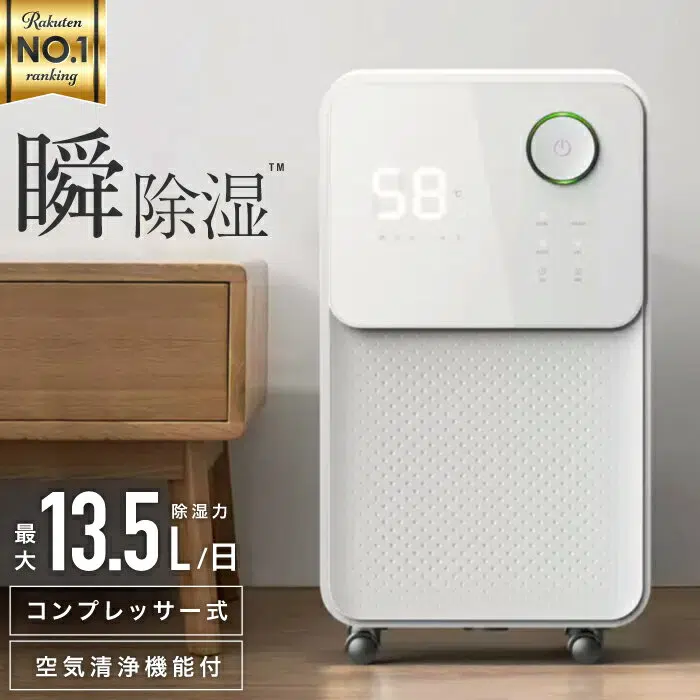 Rakuten
NO.1
ranking
瞬除湿™
58
℃
最大
13.5L/日
除湿力
コンプレッサー式
空気清浄機能付